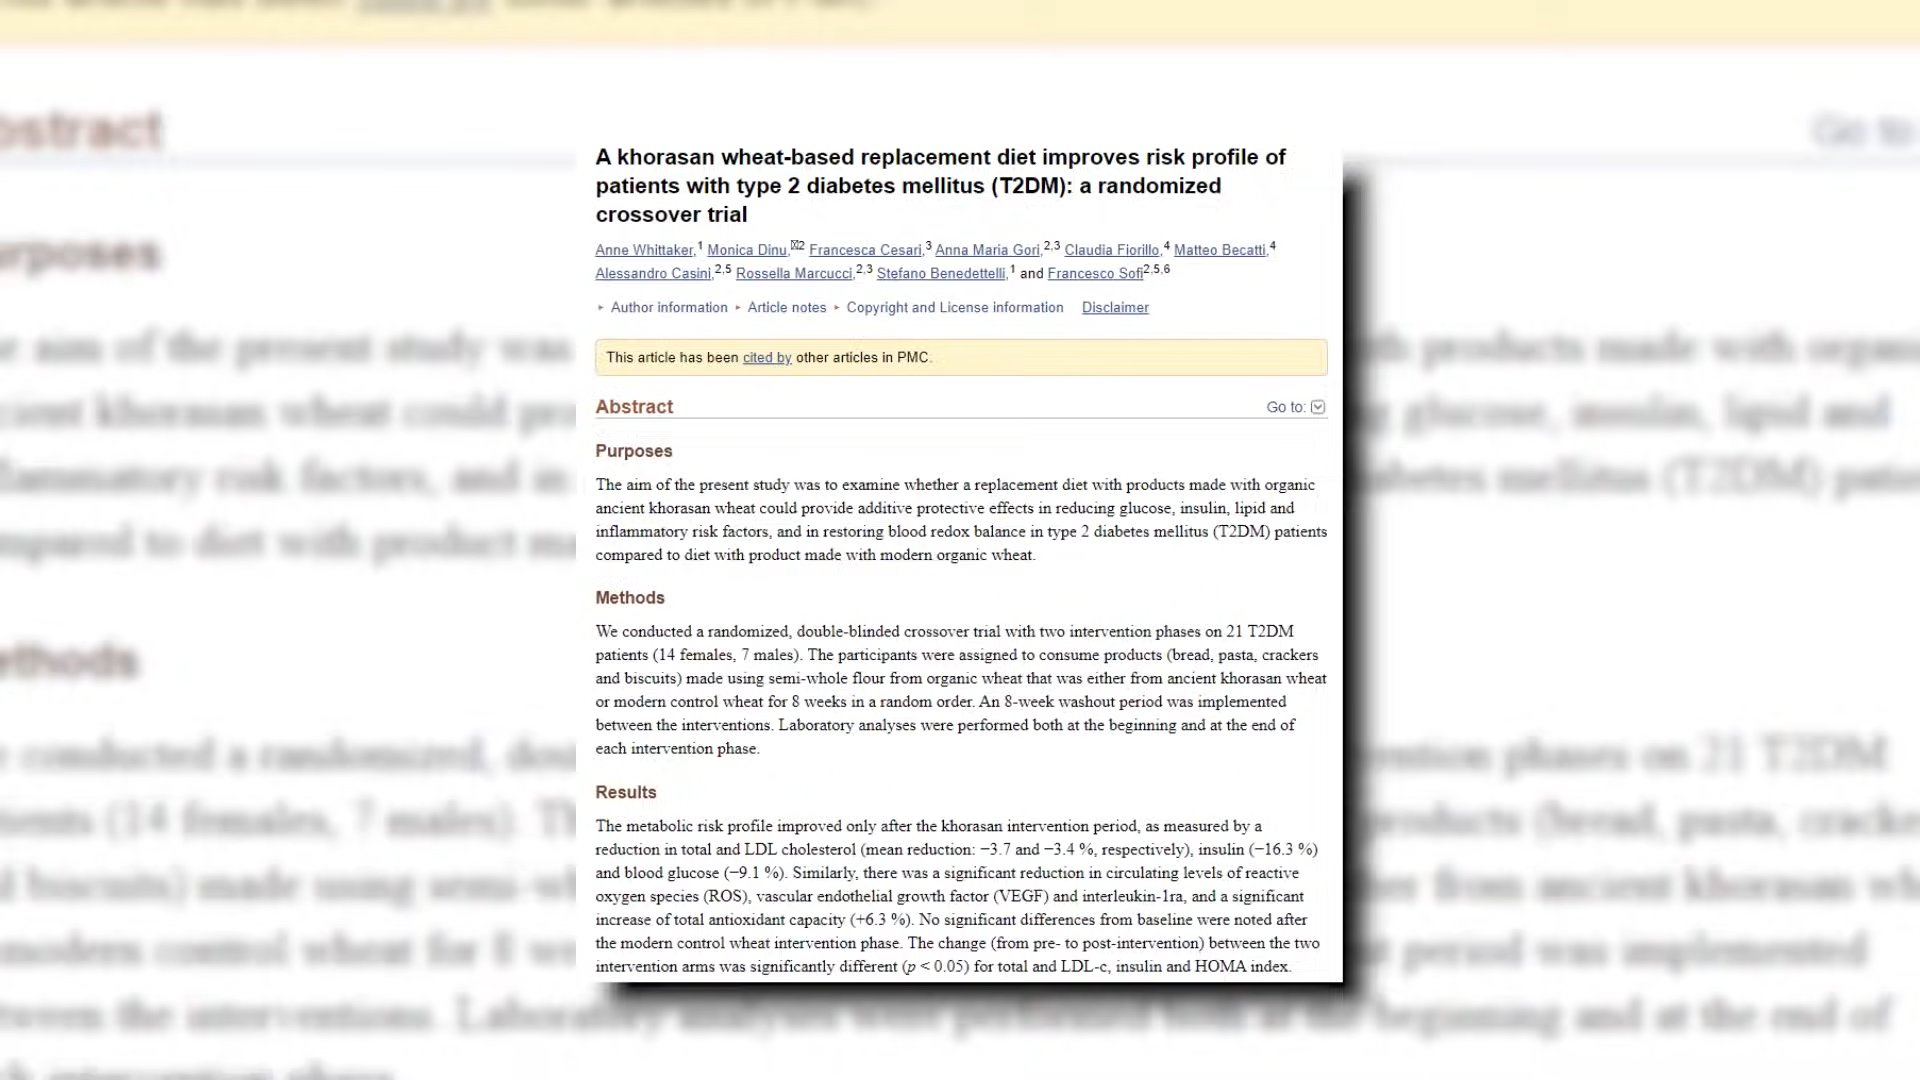 A khorasan wheat-based replacement diet improves risk profile of
patients with type 2 diabetes mellitus (T2DM): a randomized
crossover trial
Anne Whittaker,1 Monica Dinu,2 Francesca Cesari,3 Anna Maria Gori,2,3 Claudia Fiorillo,4 Matteo Becatti,4
Alessandro Casini,2,5 Rossella Marcucci,2,3 Stefano Benedettelli,1 and Francesco Sofi2,5,6
▸ Author information ▸ Article notes ▸ Copyright and License information Disclaimer
This article has been cited by other articles in PMC.
Abstract Go to:
Purposes
The aim of the present study was to examine whether a replacement diet with products made with organic
ancient khorasan wheat could provide additive protective effects in reducing glucose, insulin, lipid and
inflammatory risk factors, and in restoring blood redox balance in type 2 diabetes mellitus (T2DM) patients
compared to diet with product made with modern organic wheat.
Methods
We conducted a randomized, double-blinded crossover trial with two intervention phases on 21 T2DM
patients (14 females, 7 males). The participants were assigned to consume products (bread, pasta, crackers
and biscuits) made using semi-whole flour from organic wheat that was either from ancient khorasan wheat
or modern control wheat for 8 weeks in a random order. An 8-week washout period was implemented
between the interventions. Laboratory analyses were performed both at the beginning and at the end of
each intervention phase.
Results
The metabolic risk profile improved only after the khorasan intervention period, as measured by a
reduction in total and LDL cholesterol (mean reduction: −3.7 and −3.4 %, respectively), insulin (−16.3 %)
and blood glucose (−9.1 %). Similarly, there was a significant reduction in circulating levels of reactive
oxygen species (ROS), vascular endothelial growth factor (VEGF) and interleukin-1ra, and a significant
increase of total antioxidant capacity (+6.3 %). No significant differences from baseline were noted after
the modern control wheat intervention phase. The change (from pre- to post-intervention) between the two
intervention arms was significantly different (p < 0.05) for total and LDL-c, insulin and HOMA index.